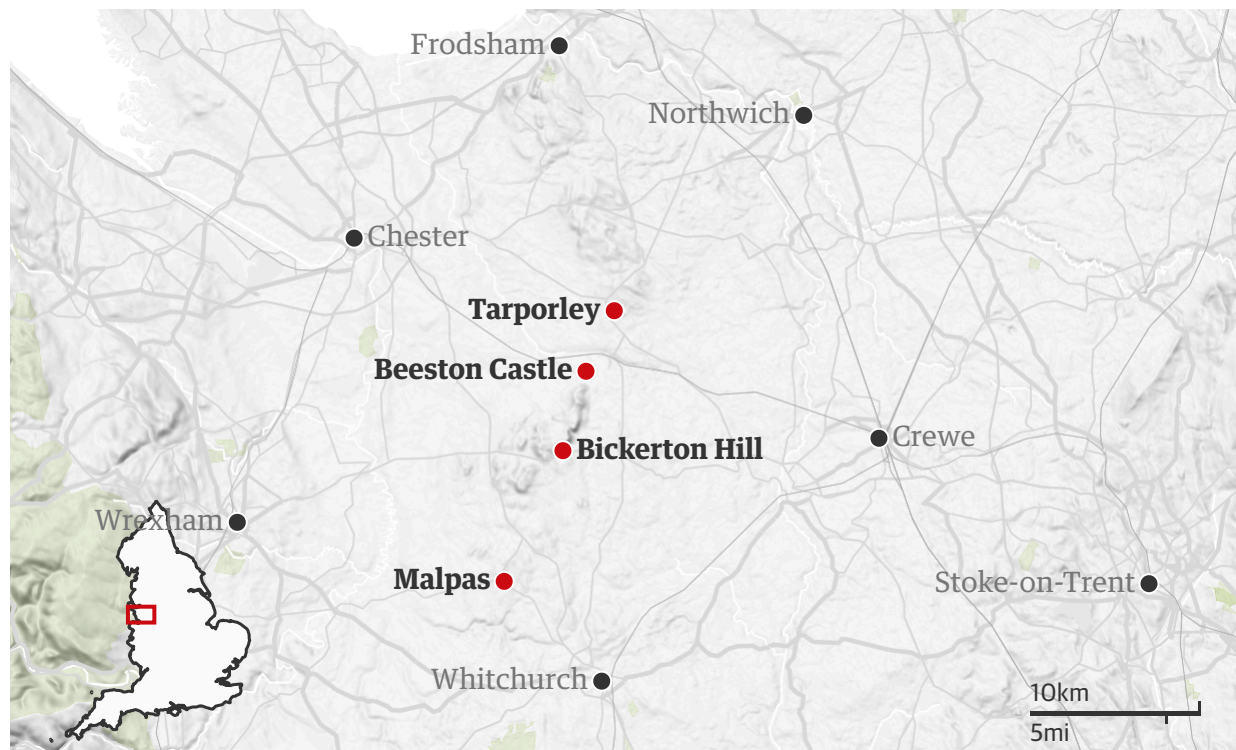 Frodsham
Northwich
Chester
Tarporley
Beeston Castle
Bickerton Hill
Crewe
Wrexham
Malpas
Stoke-on-Trent
Whitchurch
10km
5mi